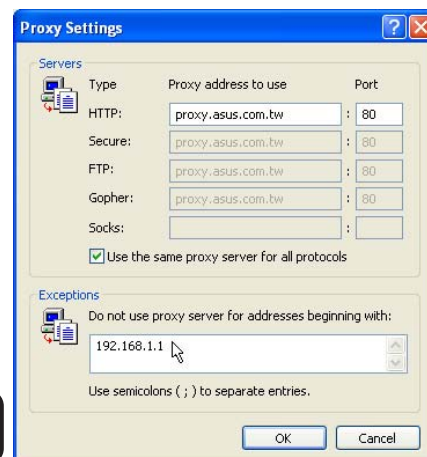 Proxy Settings
Servers
Type Proxy address to use Port
HTTP: proxy.asus.com.tw : 80
Secure: proxy.asus.com.tw : 80
FTP: proxy.asus.com.tw : 80
Gopher: proxy.asus.com.tw : 80
Socks: :
Use the same proxy server for all protocols
Exceptions
Do not use proxy server for addresses beginning with:
192.168.1.1
Use semicolons ( ; ) to separate entries.
OK Cancel